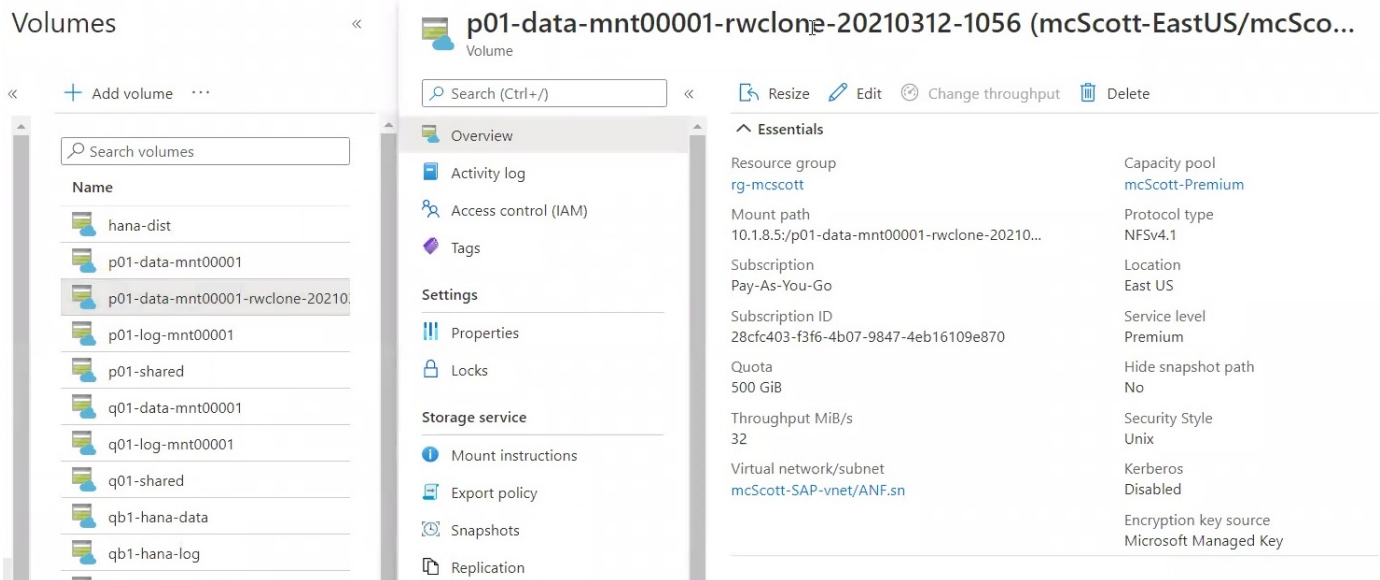 Volumes
«
«
Add volume ...
Search volumes
Name
hana-dist
p01-data-mnt00001
p01-data-mnt00001-rwclone-20210
p01-log-mnt00001
p01-shared
q01-data-mnt00001
q01-log-mnt00001
q01-shared
qb1-hana-data
qb1-hana-log
p01-data-mnt00001-rwclone-20210312-1056 (mcScott-EastUS/mcSco...
Volume
Search (Ctrl+/)
«
Overview
Activity log
Access control (IAM)
Tags
Settings
Properties
Locks
Storage service
Mount instructions
Export policy
Snapshots
Replication
Resize Edit Change throughput Delete
Essentials
Resource group
rg-mcscott
Mount path
10.1.8.5:/p01-data-mnt00001-rwclone-20210...
Subscription
Pay-As-You-Go
Subscription ID
28cfc403-f3f6-4b07-9847-4eb16109e870
Quota
500 GiB
Throughput MiB/s
32
Virtual network/subnet
mcScott-SAP-vnet/ANF.sn
Capacity pool
mcScott-Premium
Protocol type
NFSv4.1
Location
East US
Service level
Premium
Hide snapshot path
No
Security Style
Unix
Kerberos
Disabled
Encryption key source
Microsoft Managed Key